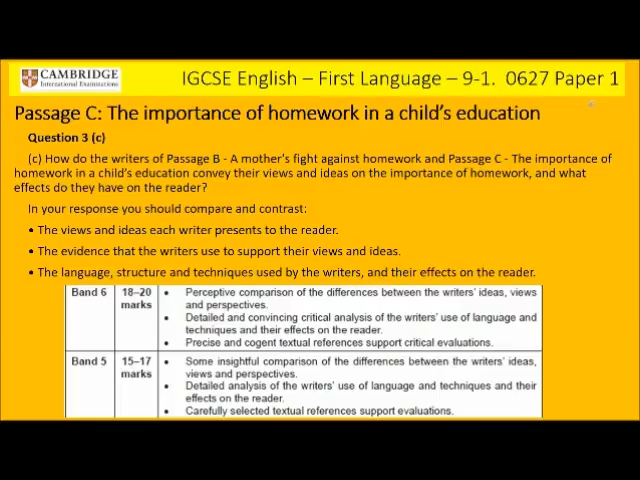 CAMBRIDGE
International Examinations
IGCSE English – First Language – 9-1. 0627 Paper 1
Passage C: The importance of homework in a child's education
Question 3 (c)
(c) How do the writers of Passage B - A mother's fight against homework and Passage C - The importance of
homework in a child's education convey their views and ideas on the importance of homework, and what
effects do they have on the reader?
In your response you should compare and contrast:
• The views and ideas each writer presents to the reader.
• The evidence that the writers use to support their views and ideas.
• The language, structure and techniques used by the writers, and their effects on the reader.
Band 6
18–20
marks
• Perceptive comparison of the differences between the writers' ideas, views
and perspectives.
• Detailed and convincing critical analysis of the writers' use of language and
techniques and their effects on the reader.
• Precise and cogent textual references support critical evaluations.
Band 5
15–17
marks
• Some insightful comparison of the differences between the writers' ideas,
views and perspectives.
• Detailed analysis of the writers' use of language and techniques and their
effects on the reader.
• Carefully selected textual references support evaluations.